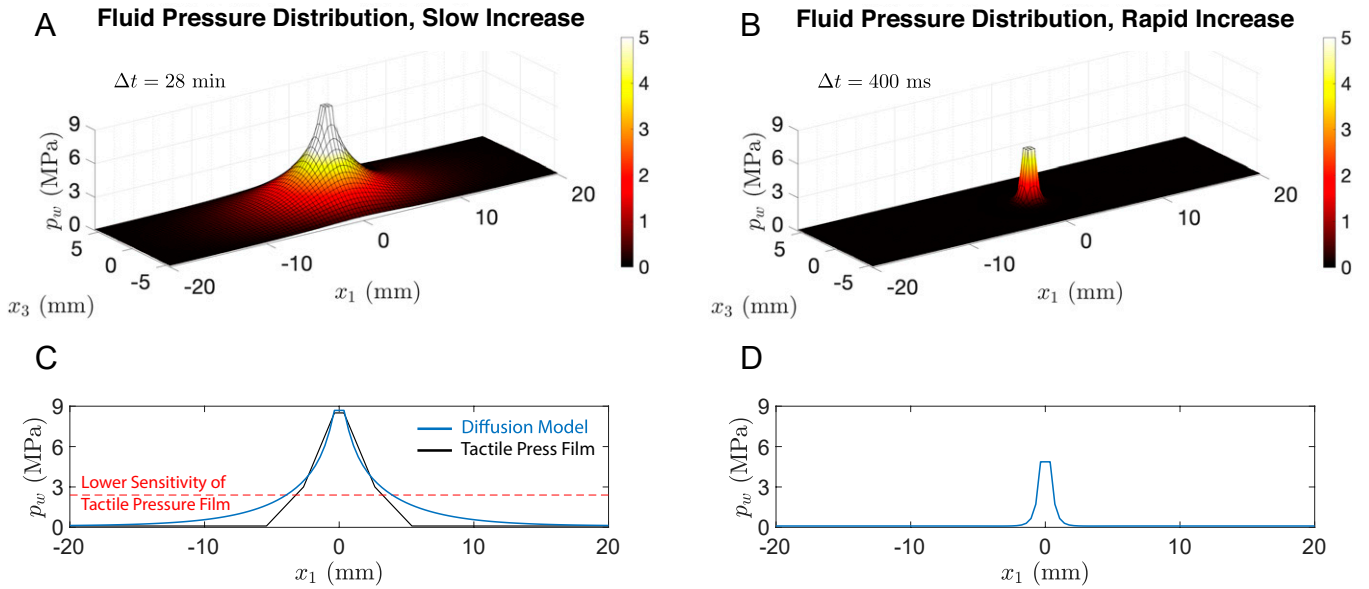 A
Fluid Pressure Distribution, Slow Increase
Δt = 28 min
9
6
3
0
p_w (MPa)
5
0
-5
x_3 (mm)
-20
-10
0
10
20
x_1 (mm)
5
4
3
2
1
0
B
Fluid Pressure Distribution, Rapid Increase
Δt = 400 ms
9
6
3
0
p_w (MPa)
5
0
-5
x_3 (mm)
-20
-10
0
10
20
x_1 (mm)
5
4
3
2
1
0
C
9
6
3
0
p_w (MPa)
Diffusion Model
Tactile Press Film
Lower Sensitivity of
Tactile Pressure Film
-20
-10
0
10
20
x_1 (mm)
D
9
6
3
0
p_w (MPa)
-20
-10
0
10
20
x_1 (mm)